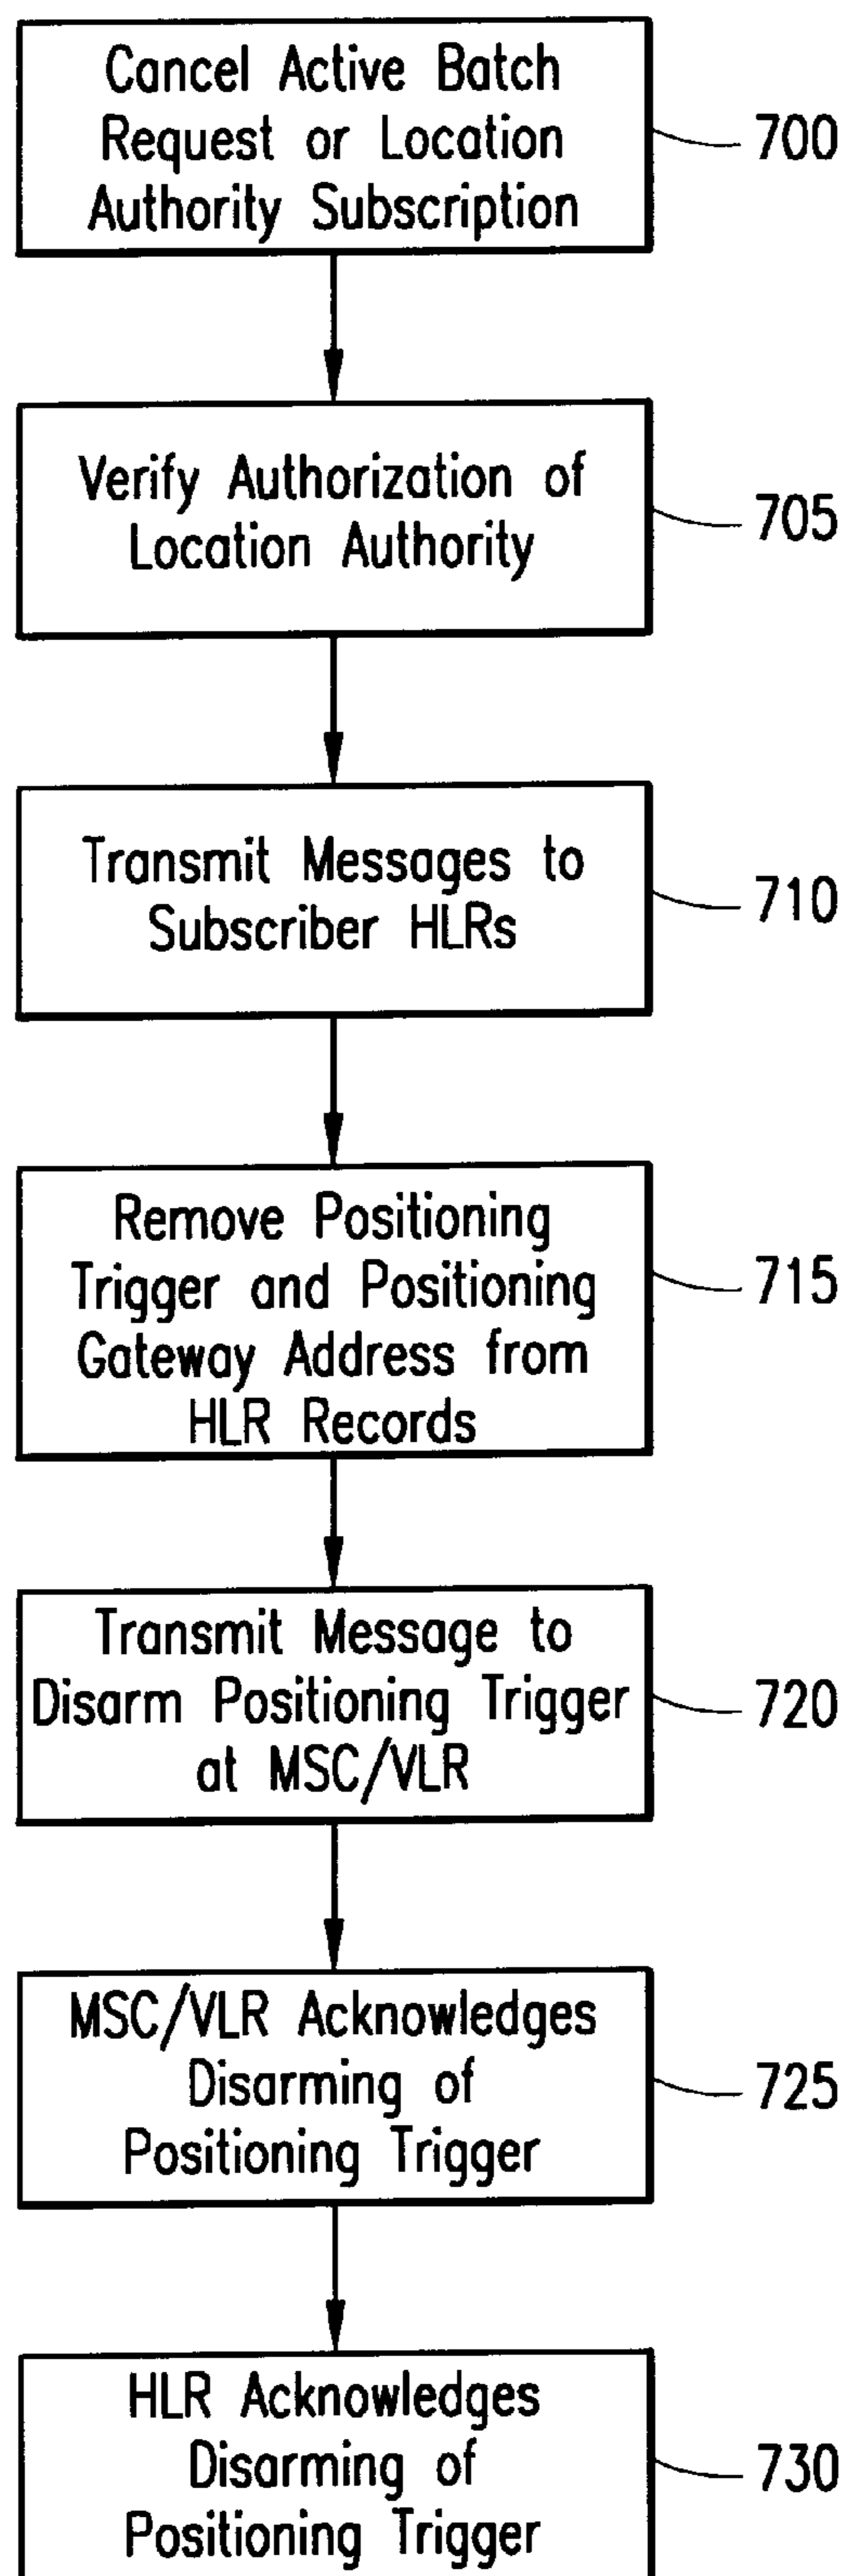 Cancel Active Batch
Request or Location
Authority Subscription
700
Verify Authorization of
Location Authority
705
Transmit Messages to
Subscriber HLRs
710
Remove Positioning
Trigger and Positioning
Gateway Address from
HLR Records
715
Transmit Message to
Disarm Positioning Trigger
at MSC/VLR
720
MSC/VLR Acknowledges
Disarming of
Positioning Trigger
725
HLR Acknowledges
Disarming of
Positioning Trigger
730